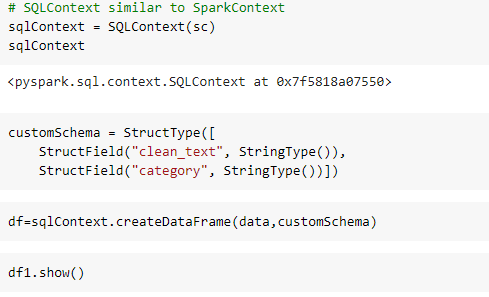 # SQLContext similar to SparkContext
sqlContext = SQLContext(sc)
sqlContext
<pyspark.sql.context.SQLContext at 0x7f5818a07550>
customSchema = StructType([
    StructField("clean_text", StringType()),
    StructField("category", StringType())])
df=sqlContext.createDataFrame(data,customSchema)
df1.show()